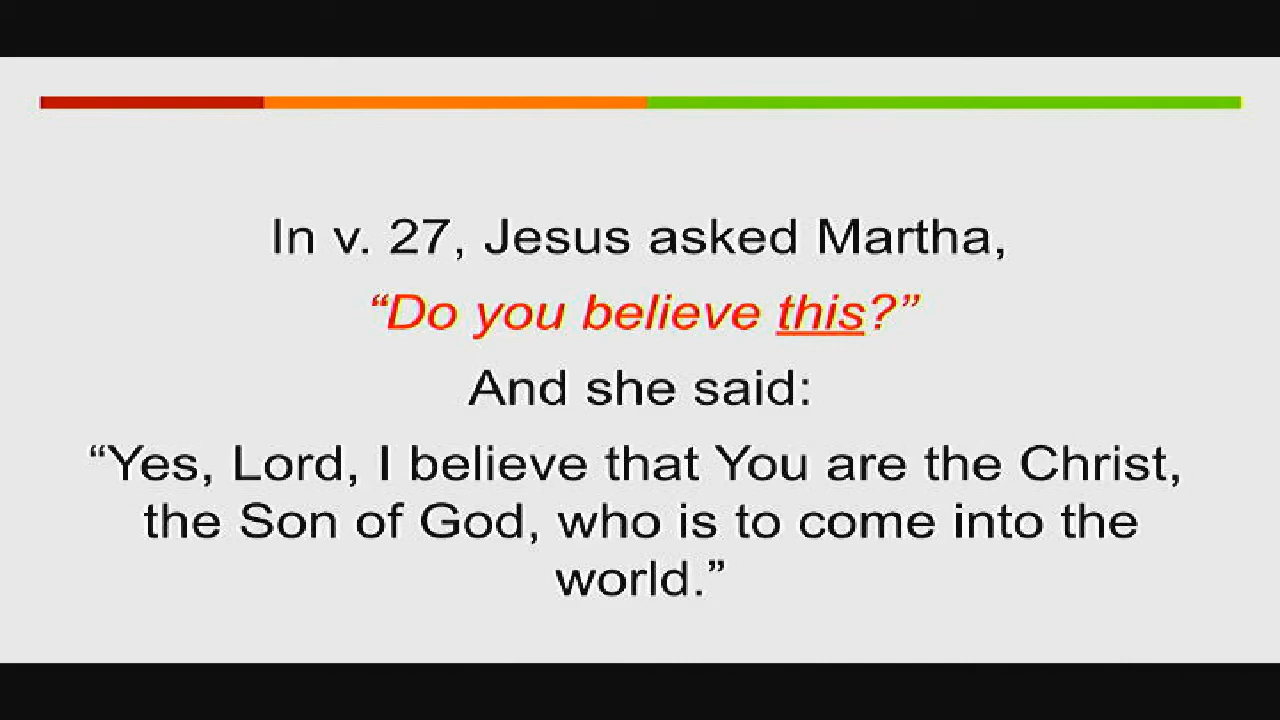 In v. 27, Jesus asked Martha,
“Do you believe this?”
And she said:
“Yes, Lord, I believe that You are the Christ,
the Son of God, who is to come into the
world.”